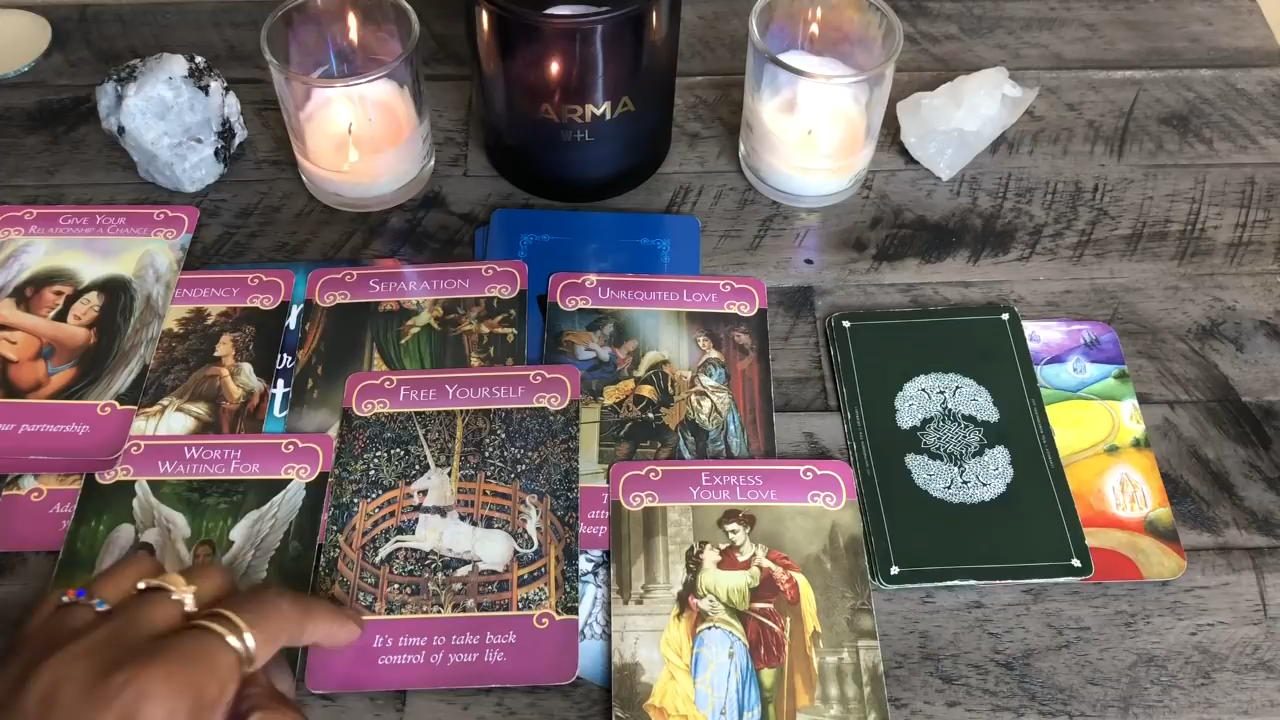 ARMA
W+L
GIVE YOUR
RELATIONSHIP A CHANCE
ur partnership.
ENDENCY
SEPARATION
UNREQUITED LOVE
FREE YOURSELF
It's time to take back
control of your life.
WORTH
WAITING FOR
EXPRESS
YOUR LOVE